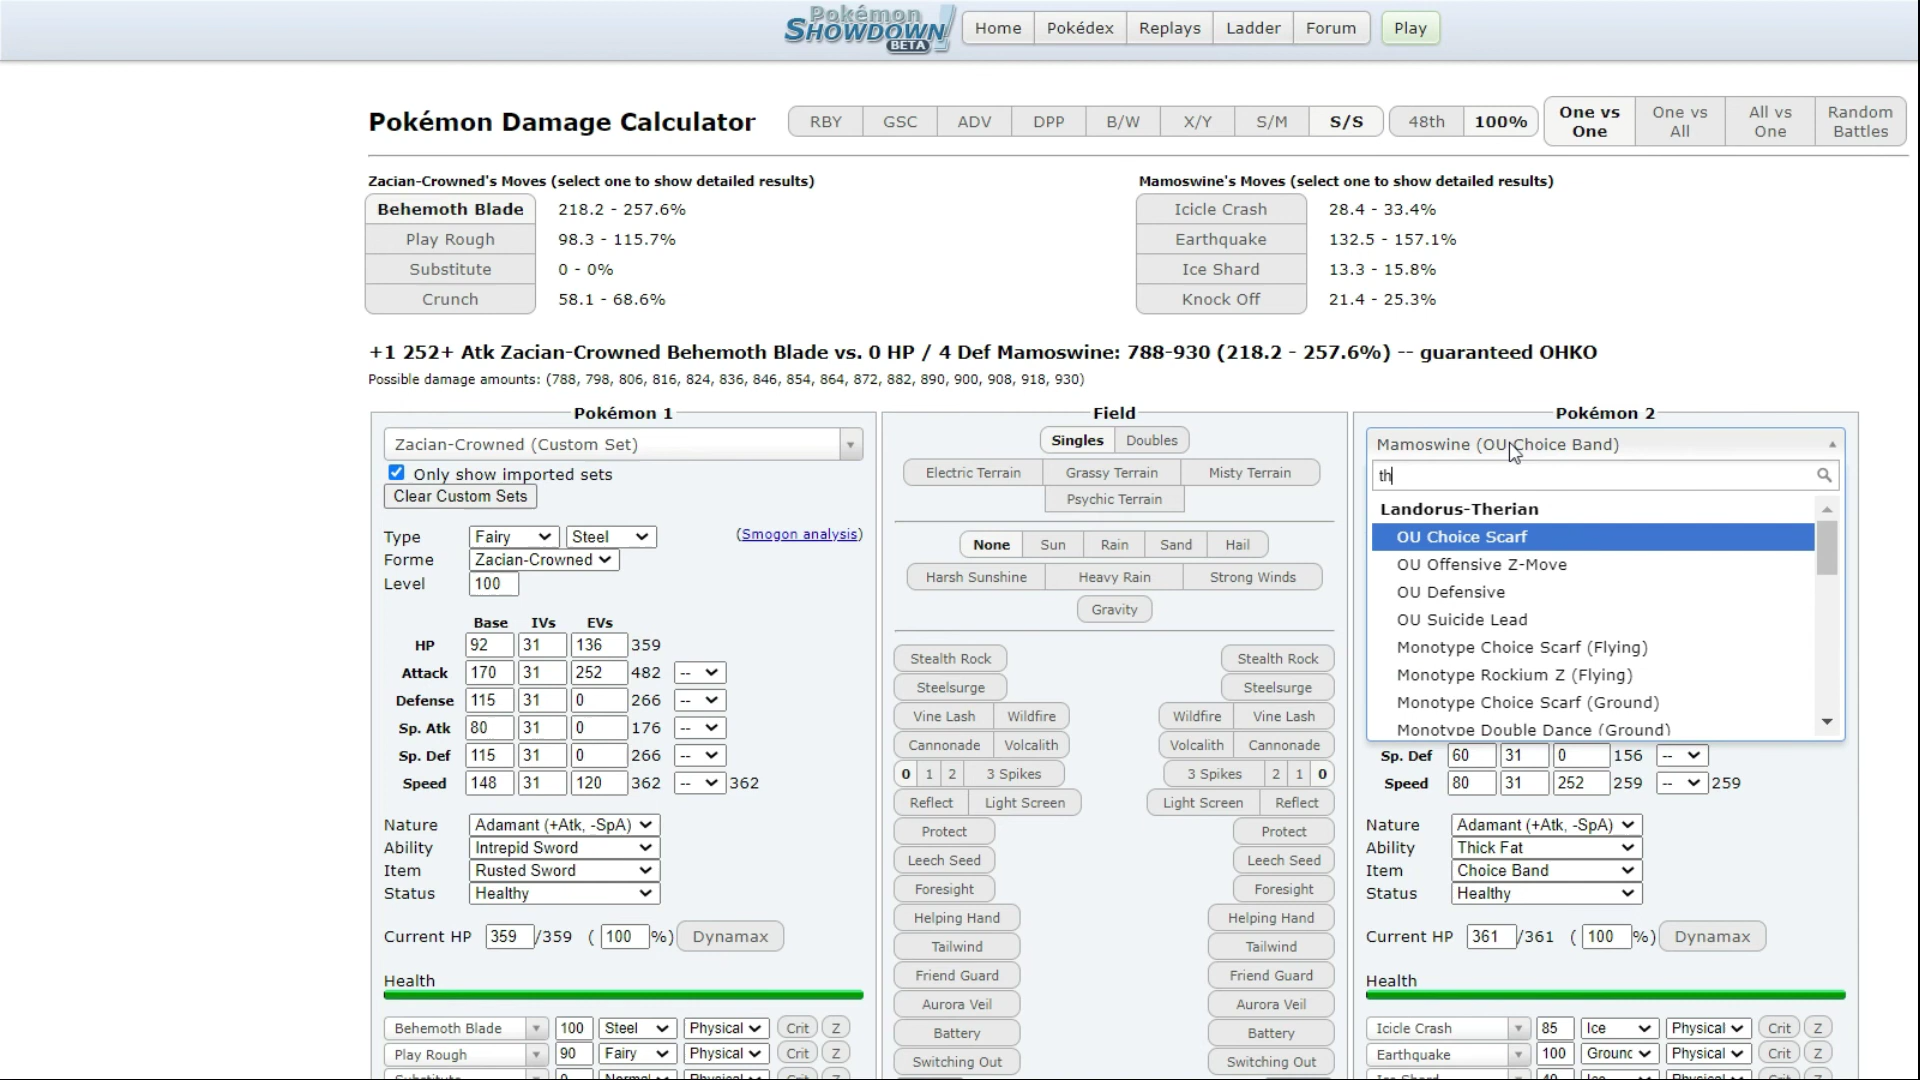 Pokémon SHOWDOWN! BETA
Home Pokédex Replays Ladder Forum Play
Pokémon Damage Calculator RBY GSC ADV DPP B/W X/Y S/M S/S 48th 100% One vs One One vs All All vs One Random Battles
Zacian-Crowned's Moves (select one to show detailed results)
Behemoth Blade 218.2 - 257.6%
Play Rough 98.3 - 115.7%
Substitute 0 - 0%
Crunch 58.1 - 68.6%
Mamoswine's Moves (select one to show detailed results)
Icicle Crash 28.4 - 33.4%
Earthquake 132.5 - 157.1%
Ice Shard 13.3 - 15.8%
Knock Off 21.4 - 25.3%
+1 252+ Atk Zacian-Crowned Behemoth Blade vs. 0 HP / 4 Def Mamoswine: 788-930 (218.2 - 257.6%) -- guaranteed OHKO
Possible damage amounts: (788, 798, 806, 816, 824, 836, 846, 854, 864, 872, 882, 890, 900, 908, 918, 930)
Pokémon 1
Zacian-Crowned (Custom Set)
Only show imported sets
Clear Custom Sets
Type Fairy Steel (Smogon analysis)
Forme Zacian-Crowned
Level 100
Base IVs EVs
HP 92 31 136 359
Attack 170 31 252 482 --
Defense 115 31 0 266 --
Sp. Atk 80 31 0 176 --
Sp. Def 115 31 0 266 --
Speed 148 31 120 362 -- 362
Nature Adamant (+Atk, -SpA)
Ability Intrepid Sword
Item Rusted Sword
Status Healthy
Current HP 359 /359 ( 100 %) Dynamax
Health
Behemoth Blade 100 Steel Physical Crit Z
Play Rough 90 Fairy Physical Crit Z
Substitute 0 Normal Physical Crit Z
Field
Singles Doubles
Electric Terrain Grassy Terrain Misty Terrain
Psychic Terrain
None Sun Rain Sand Hail
Harsh Sunshine Heavy Rain Strong Winds
Gravity
Stealth Rock Stealth Rock
Steelsurge Steelsurge
Vine Lash Wildfire Wildfire Vine Lash
Cannonade Volcalith Volcalith Cannonade
0 1 2 3 Spikes 3 Spikes 2 1 0
Reflect Light Screen Light Screen Reflect
Protect Protect
Leech Seed Leech Seed
Foresight Foresight
Helping Hand Helping Hand
Tailwind Tailwind
Friend Guard Friend Guard
Aurora Veil Aurora Veil
Battery Battery
Switching Out Switching Out
Pokémon 2
Mamoswine (OU Choice Band)
th
Landorus-Therian
OU Choice Scarf
OU Offensive Z-Move
OU Defensive
OU Suicide Lead
Monotype Choice Scarf (Flying)
Monotype Rockium Z (Flying)
Monotype Choice Scarf (Ground)
Monotype Double Dance (Ground)
Sp. Def 60 31 0 156 --
Speed 80 31 252 259 -- 259
Nature Adamant (+Atk, -SpA)
Ability Thick Fat
Item Choice Band
Status Healthy
Current HP 361 /361 ( 100 %) Dynamax
Health
Icicle Crash 85 Ice Physical Crit Z
Earthquake 100 Ground Physical Crit Z
Ice Shard 40 Ice Physical Crit Z